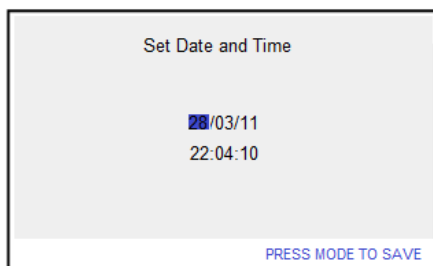 Set Date and Time
28/03/11
22:04:10
PRESS MODE TO SAVE